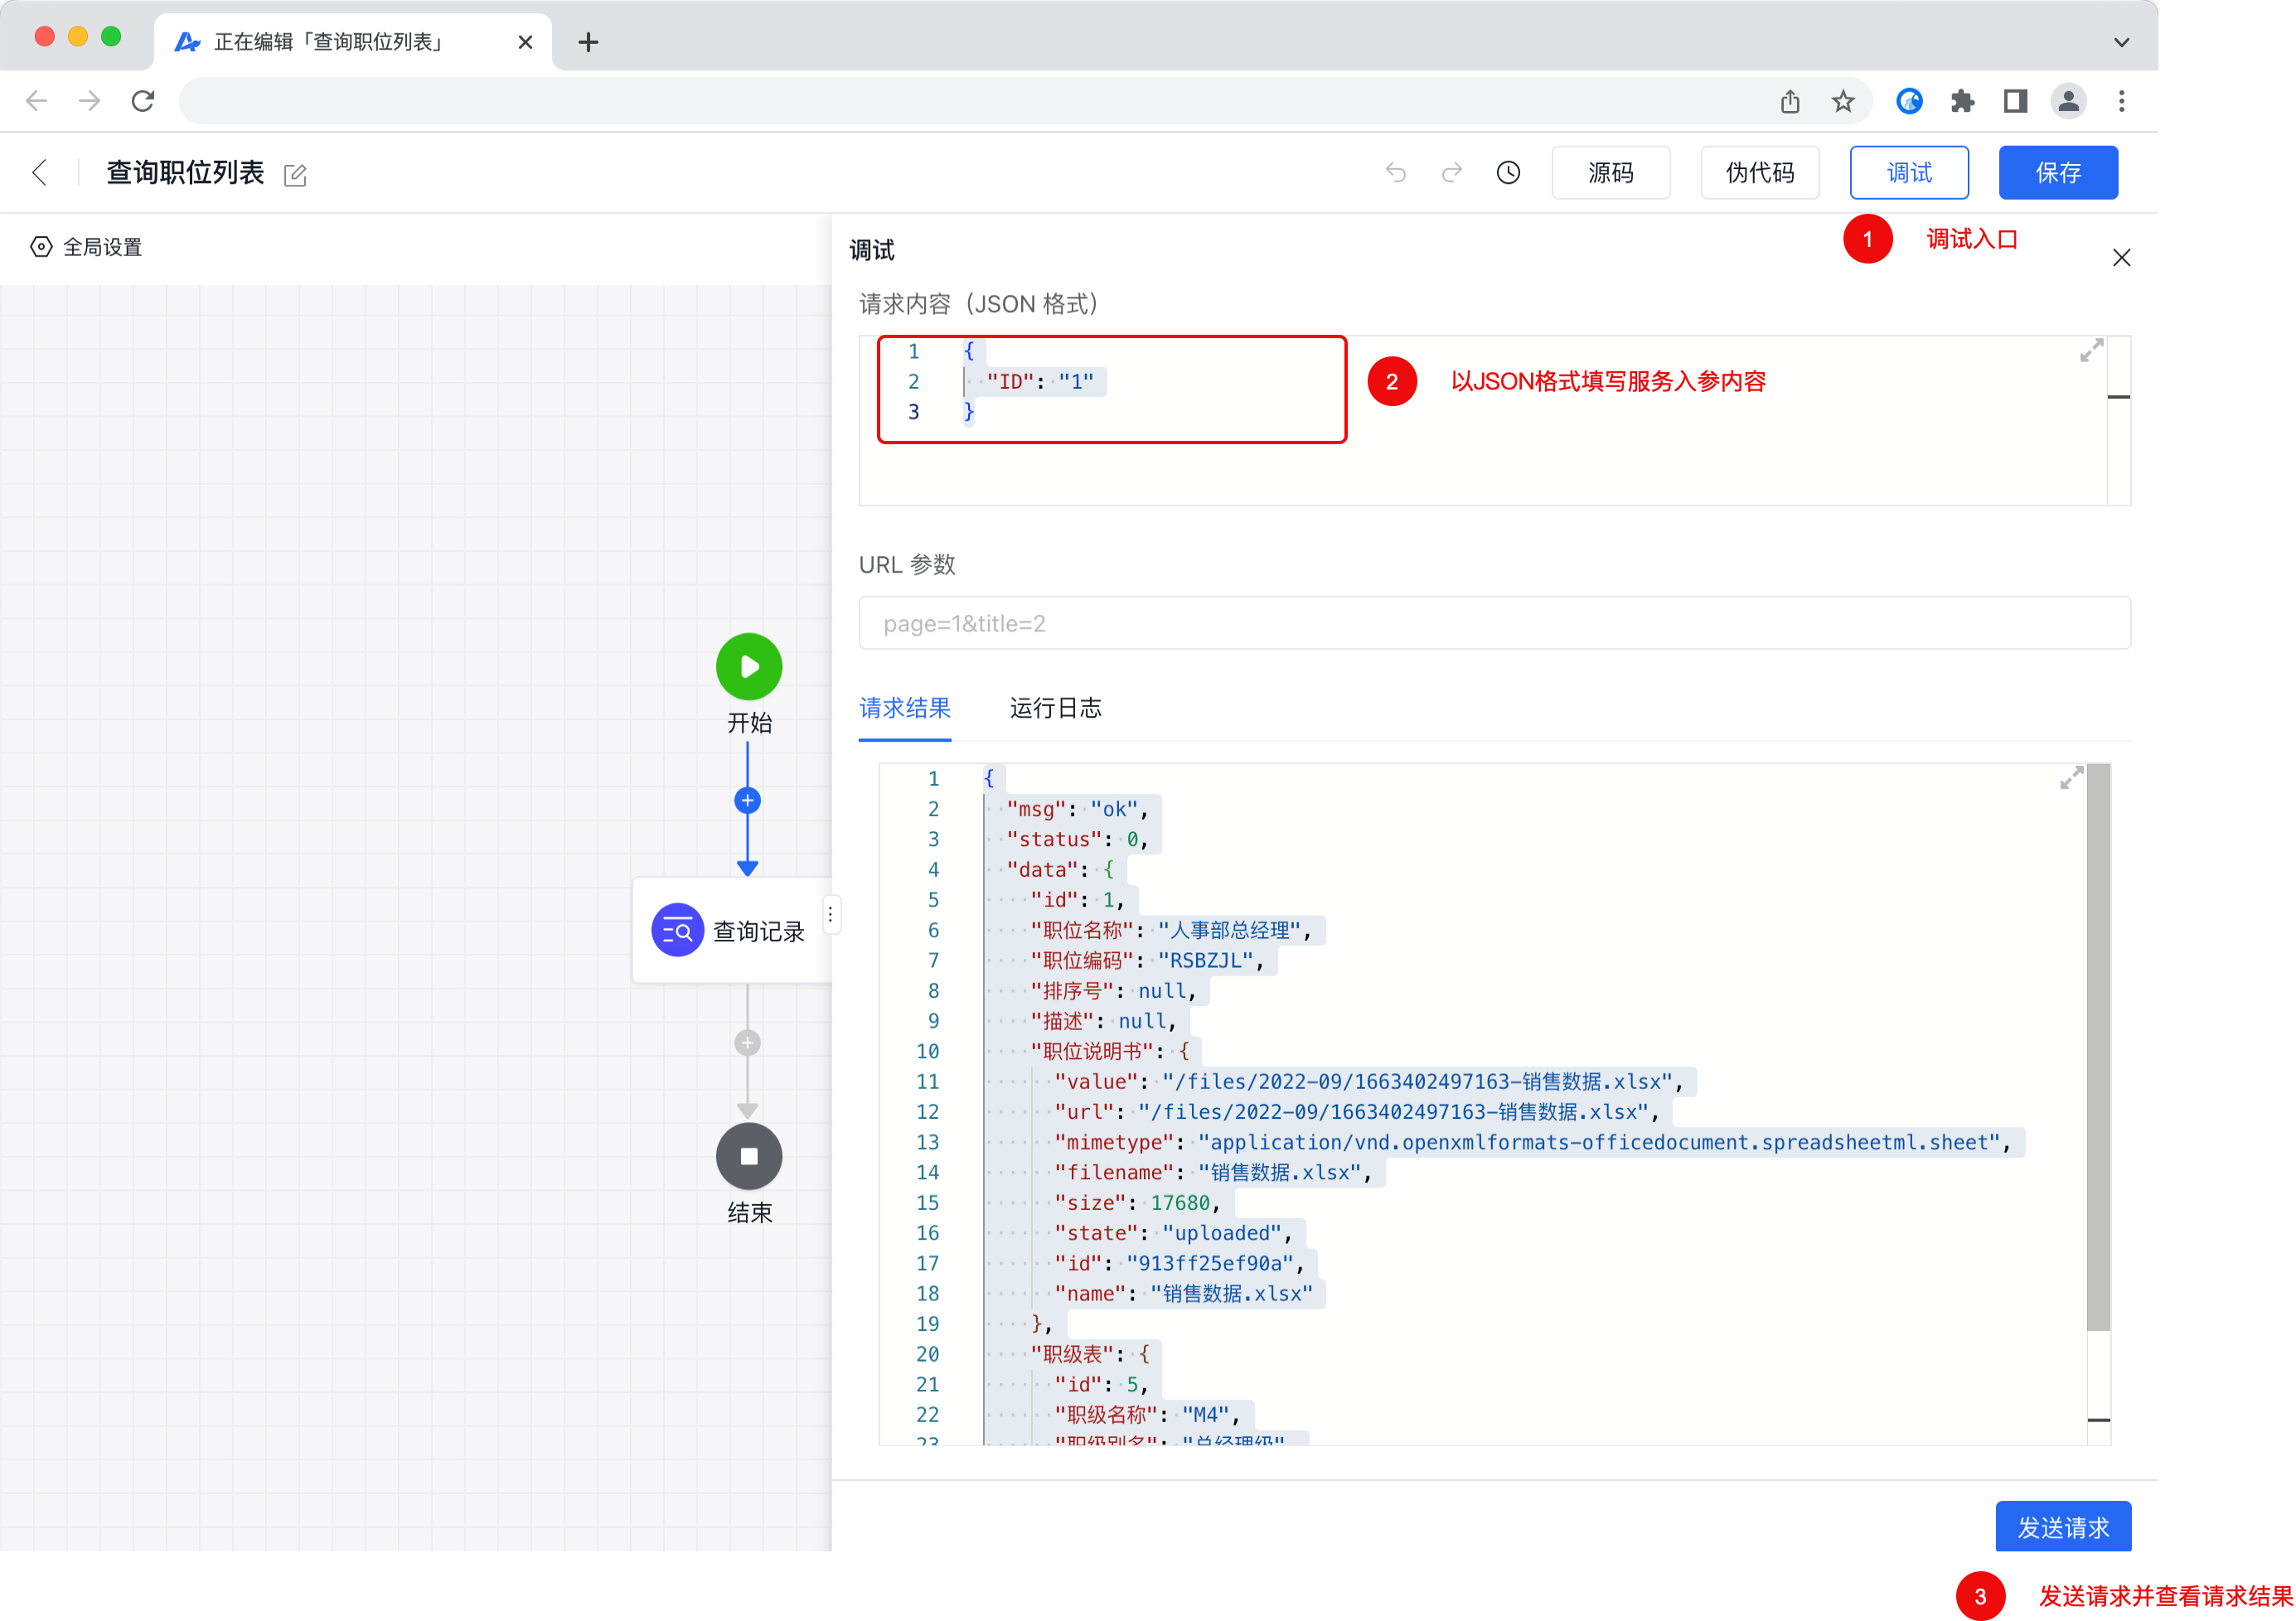 正在编辑「查询职位列表」
查询职位列表
源码
伪代码
调试
保存
1 调试入口
全局设置
调试
请求内容（JSON 格式）
1 {
2 "ID": "1"
3 }
2 以JSON格式填写服务入参内容
URL 参数
page=1&title=2
请求结果
运行日志
开始
查询记录
结束
1 {
2 "msg": "ok",
3 "status": 0,
4 "data": {
5 "id": 1,
6 "职位名称": "人事部总经理",
7 "职位编码": "RSBZJL",
8 "排序号": null,
9 "描述": null,
10 "职位说明书": {
11 "value": "/files/2022-09/1663402497163-销售数据.xlsx",
12 "url": "/files/2022-09/1663402497163-销售数据.xlsx",
13 "mimetype": "application/vnd.openxmlformats-officedocument.spreadsheetml.sheet",
14 "filename": "销售数据.xlsx",
15 "size": 17680,
16 "state": "uploaded",
17 "id": "913ff25ef90a",
18 "name": "销售数据.xlsx"
19 },
20 "职级表": {
21 "id": 5,
22 "职级名称": "M4",
23 "职级别名": "总经理级"
发送请求
3 发送请求并查看请求结果